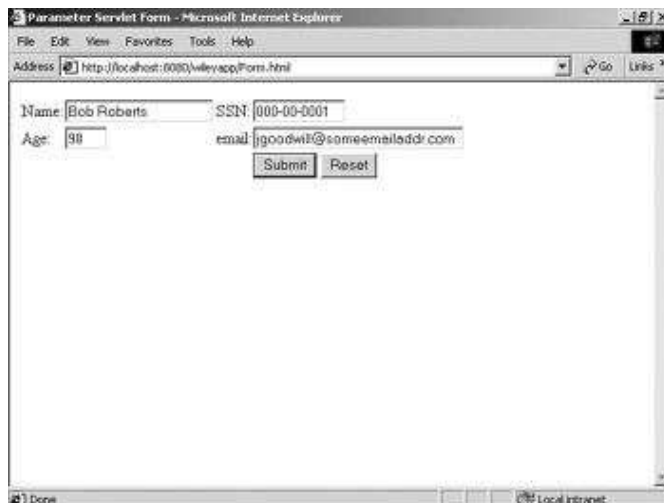 Parameter Servlet Form - Microsoft Internet Explorer
File Edit View Favorites Tools Help
Address http://localhost:8080/wileyapp/Form.html Go Links
Name: Bob Roberts SSN: 000-00-0001
Age: 98 email: jgoodwill@someemailaddr.com
Submit Reset
Done Local intranet